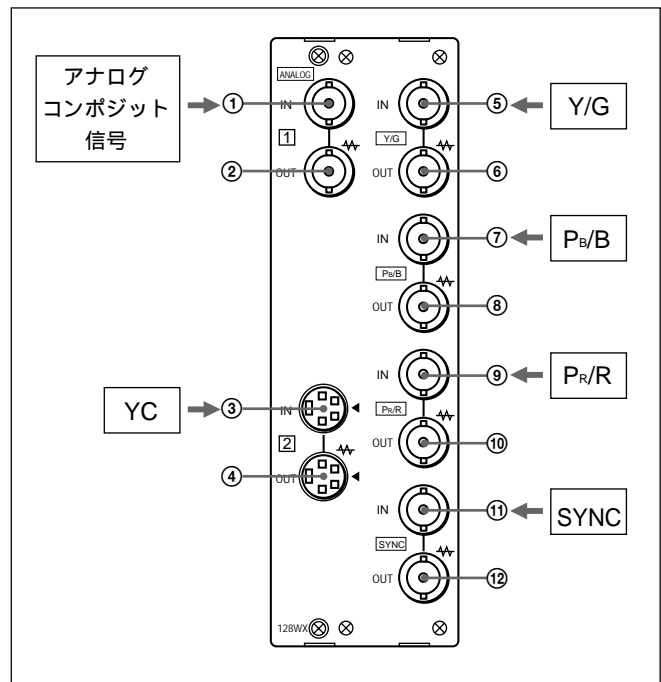 アナログ
コンポジット
信号
ANALOG
IN ①
1
OUT ②
YC
IN ③
2
OUT ④
128WX
IN ⑤ Y/G
Y/G
OUT ⑥
IN ⑦ PB/B
PB/B
OUT ⑧
IN ⑨ PR/R
PR/R
OUT ⑩
IN ⑪ SYNC
SYNC
OUT ⑫